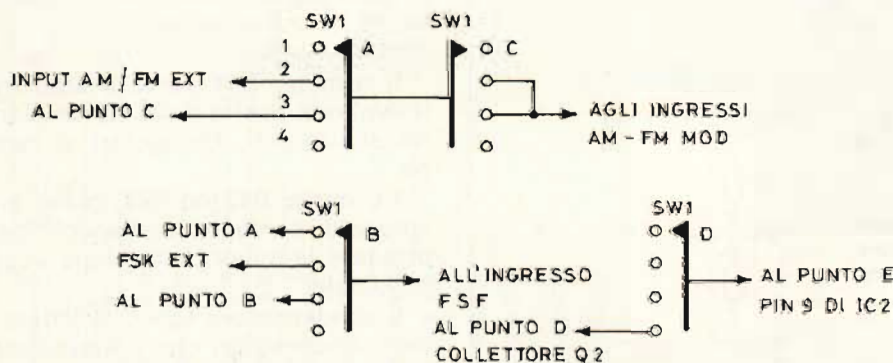 SW1 SW1
1 A C
2
INPUT AM/FM EXT
3
AL PUNTO C
4
AGLI INGRESSI
AM-FM MOD
SW1 SW1
AL PUNTO A B D
FSK EXT
AL PUNTO B
ALL'INGRESSO
FSF
AL PUNTO E
PIN 9 DI IC2
AL PUNTO D
COLLETTORE Q2